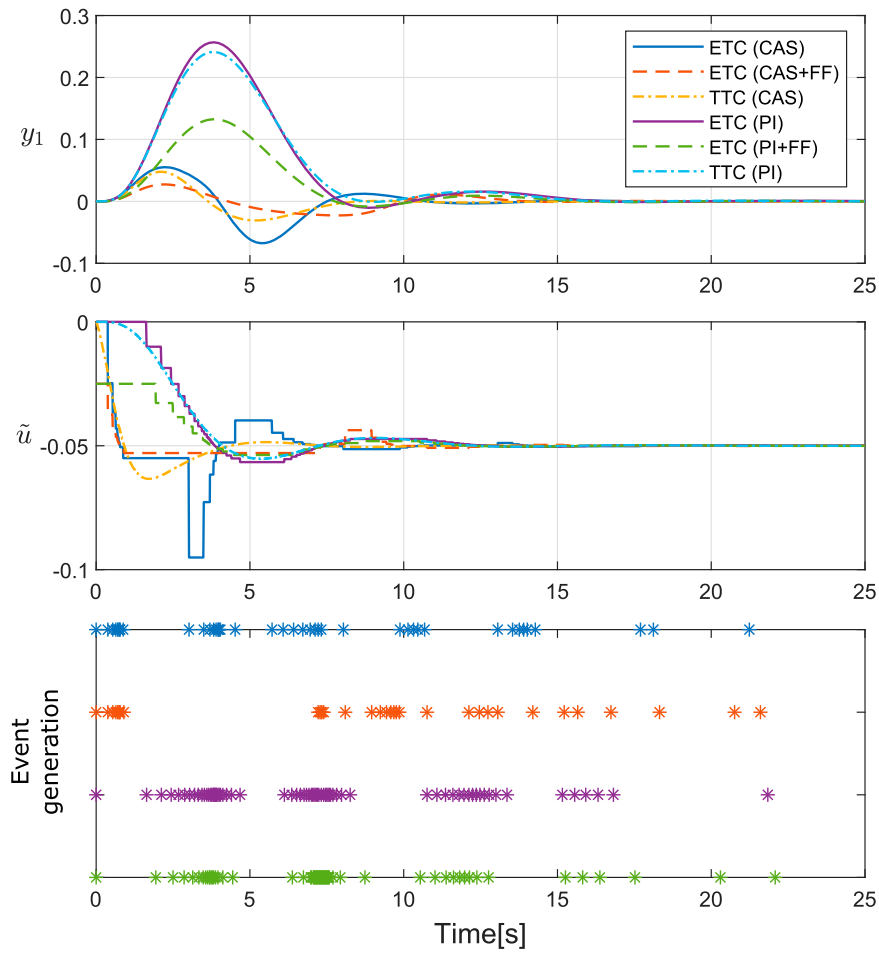 0.3
0.2
0.1
0
-0.1
y1
ETC (CAS)
ETC (CAS+FF)
TTC (CAS)
ETC (PI)
ETC (PI+FF)
TTC (PI)
0 5 10 15 20 25
0
-0.05
-0.1
ũ
0 5 10 15 20 25
Event
generation
0 5 10 15 20 25
Time[s]